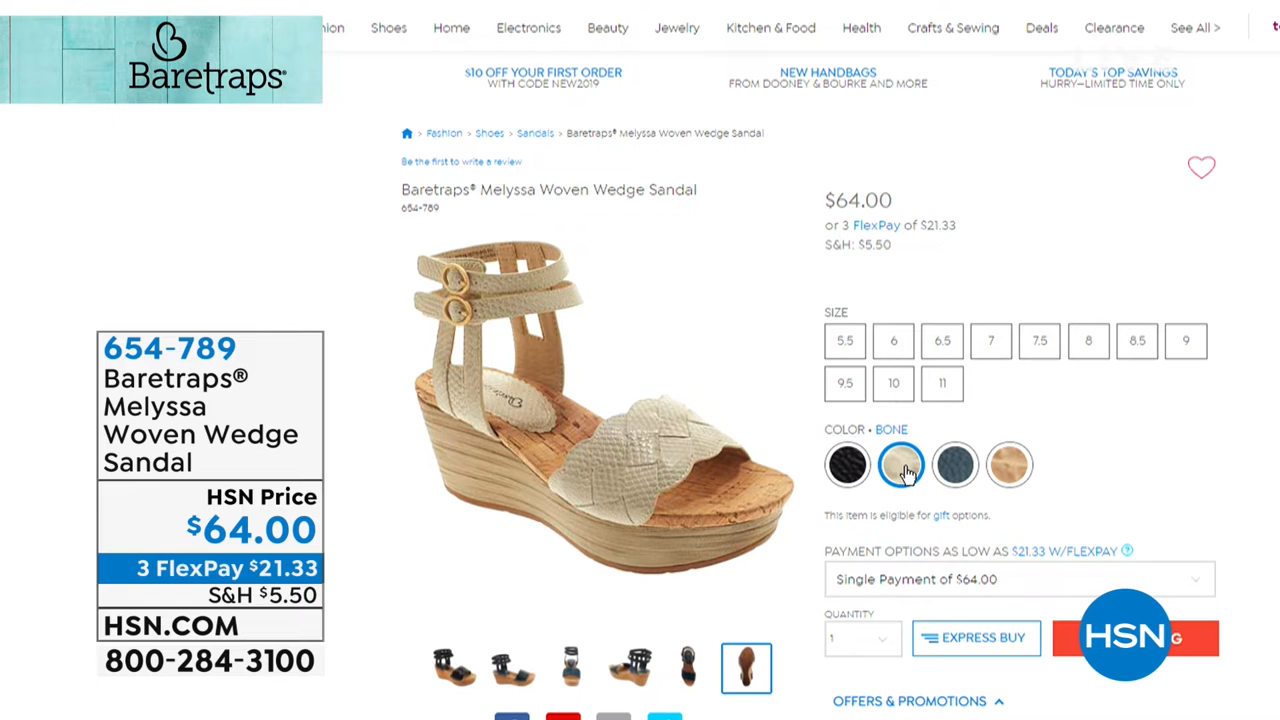 Baretraps®
Shoes Home Electronics Beauty Jewelry Kitchen & Food Health Crafts & Sewing Deals Clearance See All >
$10 OFF YOUR FIRST ORDER
WITH CODE NEW2019
NEW HANDBAGS
FROM DOONEY & BOURKE AND MORE
TODAY'S TOP SAVINGS
HURRY—LIMITED TIME ONLY
> Fashion > Shoes > Sandals > Baretraps® Melyssa Woven Wedge Sandal
Be the first to write a review
Baretraps® Melyssa Woven Wedge Sandal
654-789
$64.00
or 3 FlexPay of $21.33
S&H: $5.50
SIZE
5.5 6 6.5 7 7.5 8 8.5 9
9.5 10 11
COLOR • BONE
This item is eligible for gift options.
PAYMENT OPTIONS AS LOW AS $21.33 W/FLEXPAY ?
Single Payment of $64.00
QUANTITY
1
EXPRESS BUY
HSN
OFFERS & PROMOTIONS
654-789
Baretraps®
Melyssa
Woven Wedge
Sandal
HSN Price
$64.00
3 FlexPay $21.33
S&H $5.50
HSN.COM
800-284-3100